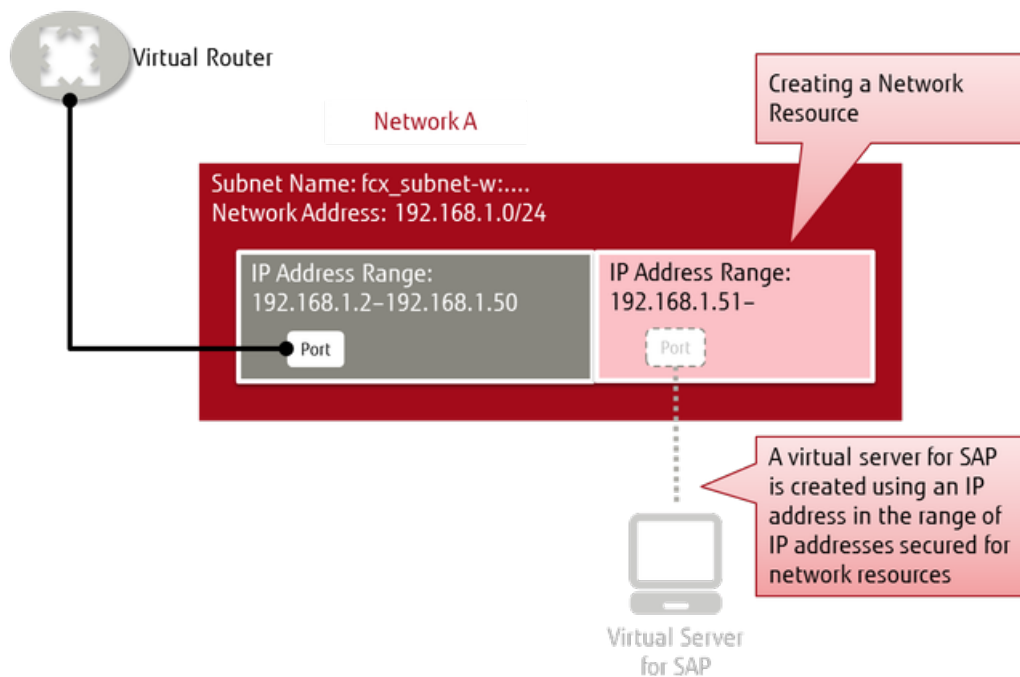 Virtual Router
Network A
Creating a Network
Resource
Subnet Name: fcx_subnet-w:....
Network Address: 192.168.1.0/24
IP Address Range:
192.168.1.2–192.168.1.50
Port
IP Address Range:
192.168.1.51–
Port
A virtual server for SAP
is created using an IP
address in the range of
IP addresses secured for
network resources
Virtual Server
for SAP